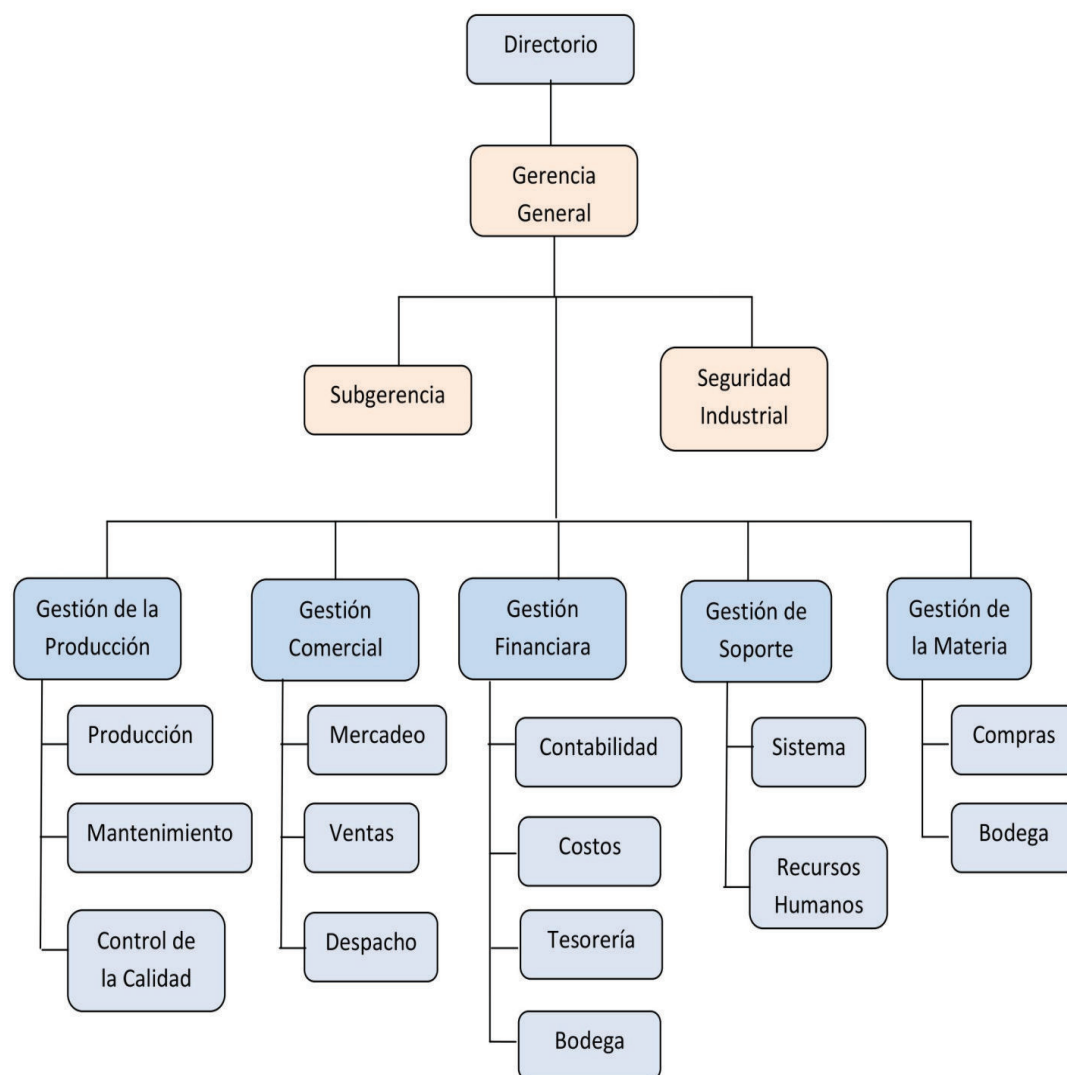 Directorio
Gerencia
General
Subgerencia
Seguridad
Industrial
Gestión de la
Producción
Gestión
Comercial
Gestión
Financiara
Gestión de
Soporte
Gestión de
la Materia
Producción
Mantenimiento
Control de
la Calidad
Mercadeo
Ventas
Despacho
Contabilidad
Costos
Tesorería
Bodega
Sistema
Recursos
Humanos
Compras
Bodega